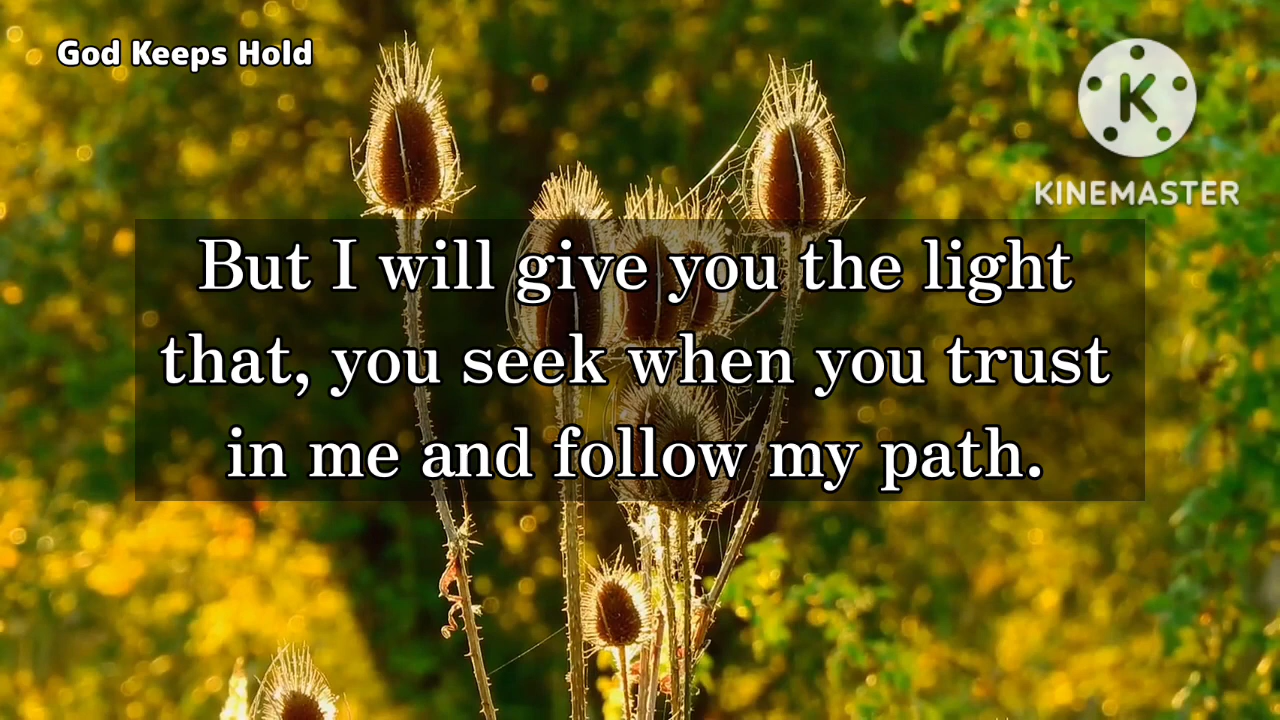 God Keeps Hold
K
KINEMASTER
But I will give you the light
that, you seek when you trust
in me and follow my path.